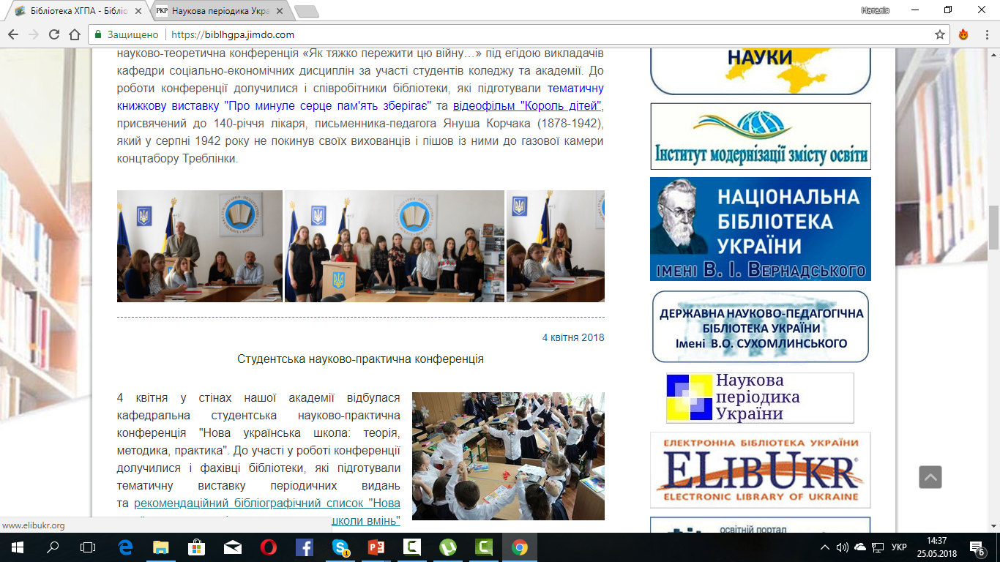 Бібліотека ХГПА - Бібліо
PKP
Наукова періодика Укра
Наталія
Защищено
https://biblhgpa.jimdo.com
науково-теоретична конференція «Як тяжко пережити цю війну…» під егідою викладачів
кафедри соціально-економічних дисциплін за участі студентів коледжу та академії. До
роботи конференції долучилися і співробітники бібліотеки, які підготували тематичну
книжкову виставку "Про минуле серце пам'ять зберігає" та відеофільм "Король дітей",
присвячений до 140-річчя лікаря, письменника-педагога Януша Корчака (1878-1942),
який у серпні 1942 року не покинув своїх вихованців і пішов із ними до газової камери
концтабору Треблінки.
4 квітня 2018
Студентська науково-практична конференція
4 квітня у стінах нашої академії відбулася
кафедральна студентська науково-практична
конференція "Нова українська школа: теорія,
методика, практика". До участі у роботі конференції
долучилися і фахівці бібліотеки, які підготували
тематичну виставку періодичних видань
та рекомендаційний бібліографічний список "Нова
школи вмінь"
НАУКИ
Інститут модернізації змісту освіти
НАЦІОНАЛЬНА
БІБЛІОТЕКА
УКРАЇНИ
ІМЕНІ В. І. ВЕРНАДСЬКОГО
ДЕРЖАВНА НАУКОВО-ПЕДАГОГІЧНА
БІБЛІОТЕКА УКРАЇНИ
Імені В.О. СУХОМЛИНСЬКОГО
Наукова
періодика
України
ЕЛЕКТРОННА БІБЛІОТЕКА УКРАЇНИ
ELIBUKR
ELECTRONIC LIBRARY OF UKRAINE
освітній портал
www.elibukr.org
1
УКР
14:37
25.05.2018
6